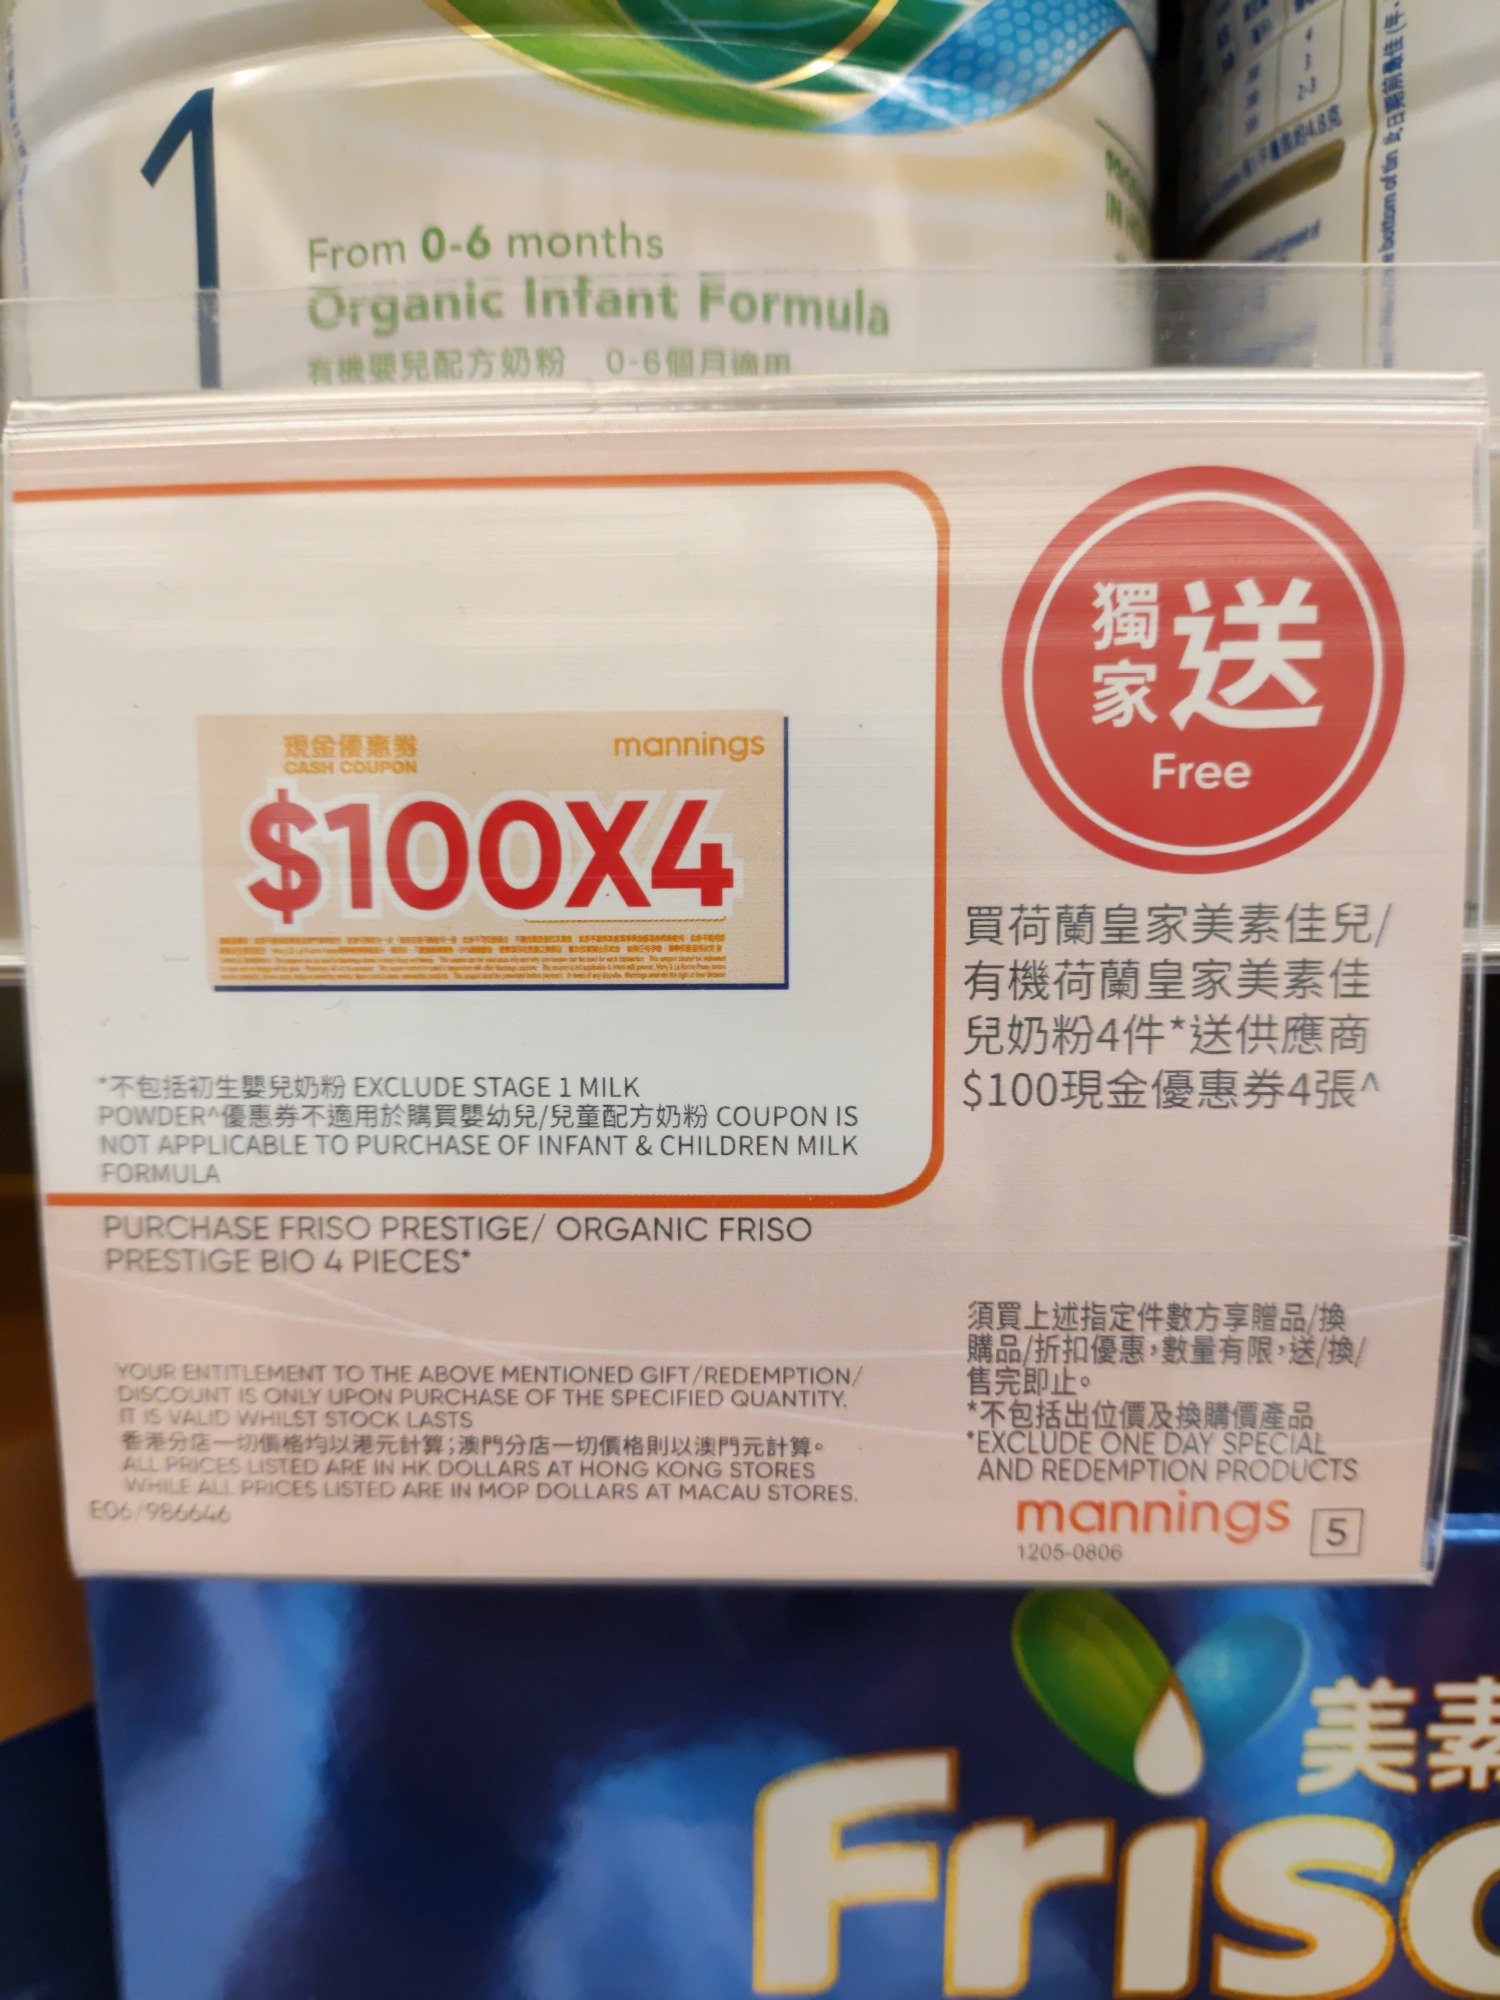 1
From 0-6 months
Organic Infant Formula
有機嬰兒配方奶粉 0-6個月適用
bottom of tin 此日期前最佳
獨家送
Free
現金優惠券
CASH COUPON
mannings
$100X4
買荷蘭皇家美素佳兒/
有機荷蘭皇家美素佳
兒奶粉4件*送供應商
$100現金優惠券4張^
*不包括初生嬰兒奶粉 EXCLUDE STAGE 1 MILK
POWDER^優惠券不適用於購買嬰幼兒/兒童配方奶粉 COUPON IS
NOT APPLICABLE TO PURCHASE OF INFANT & CHILDREN MILK
FORMULA
PURCHASE FRISO PRESTIGE/ ORGANIC FRISO
PRESTIGE BIO 4 PIECES*
YOUR ENTITLEMENT TO THE ABOVE MENTIONED GIFT/REDEMPTION/
DISCOUNT IS ONLY UPON PURCHASE OF THE SPECIFIED QUANTITY.
IT IS VALID WHILST STOCK LASTS
香港分店一切價格均以港元計算;澳門分店一切價格則以澳門元計算。
ALL PRICES LISTED ARE IN HK DOLLARS AT HONG KONG STORES
WHILE ALL PRICES LISTED ARE IN MOP DOLLARS AT MACAU STORES.
E06/986646
須買上述指定件數方享贈品/換
購品/折扣優惠,數量有限,送/換/
售完即止。
*不包括出位價及換購價產品
*EXCLUDE ONE DAY SPECIAL
AND REDEMPTION PRODUCTS
mannings 5
1205-0806
美素
Friso